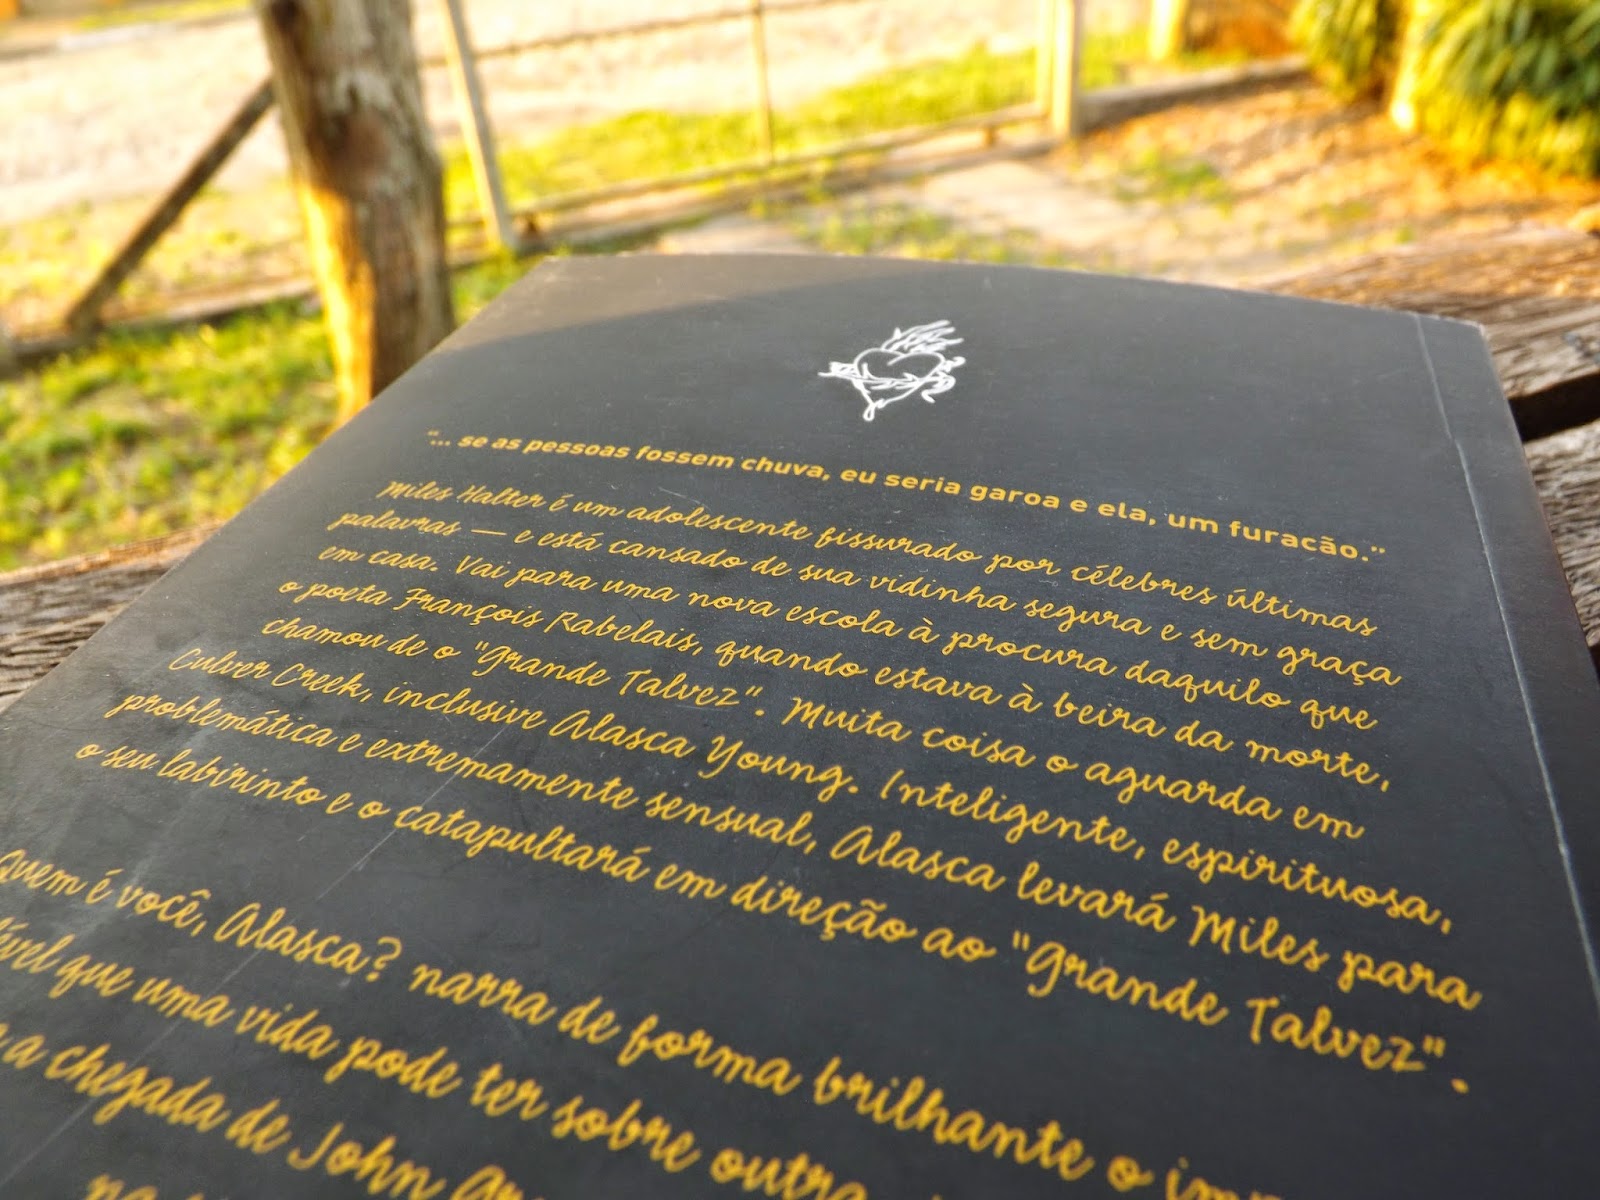 "... se as pessoas fossem chuva, eu seria garoa e ela, um furacão."
Miles Halter é um adolescente fissurado por célebres últimas
palavras — e está cansado de sua vidinha segura e sem graça
em casa. Vai para uma nova escola à procura daquilo que
o poeta François Rabelais, quando estava à beira da morte,
chamou de o "Grande Talvez". Muita coisa o aguarda em
Culver Creek, inclusive Alasca Young. Inteligente, espirituosa,
problemática e extremamente sensual, Alasca levará Miles para
o seu labirinto e o catapultará em direção ao "Grande Talvez".
Quem é você, Alasca? narra de forma brilhante o
que uma vida pode ter sobre
a chegada de John